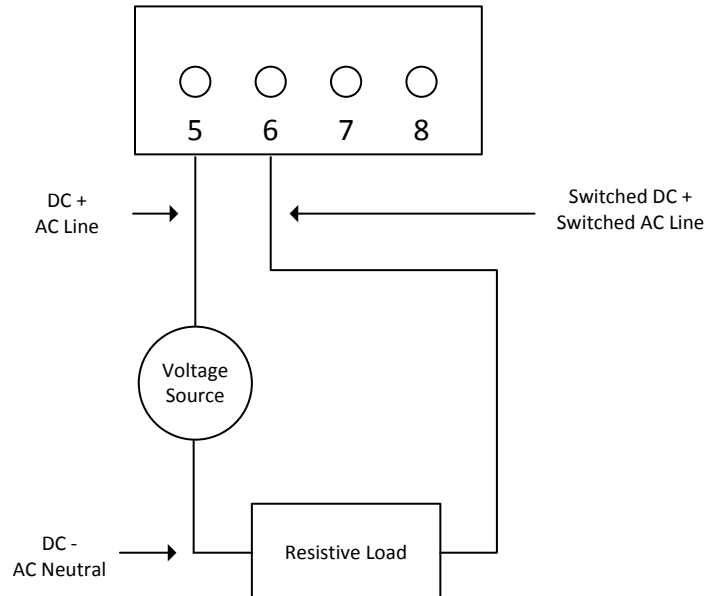 5 6 7 8
DC +
AC Line
Switched DC +
Switched AC Line
Voltage
Source
DC -
AC Neutral
Resistive Load